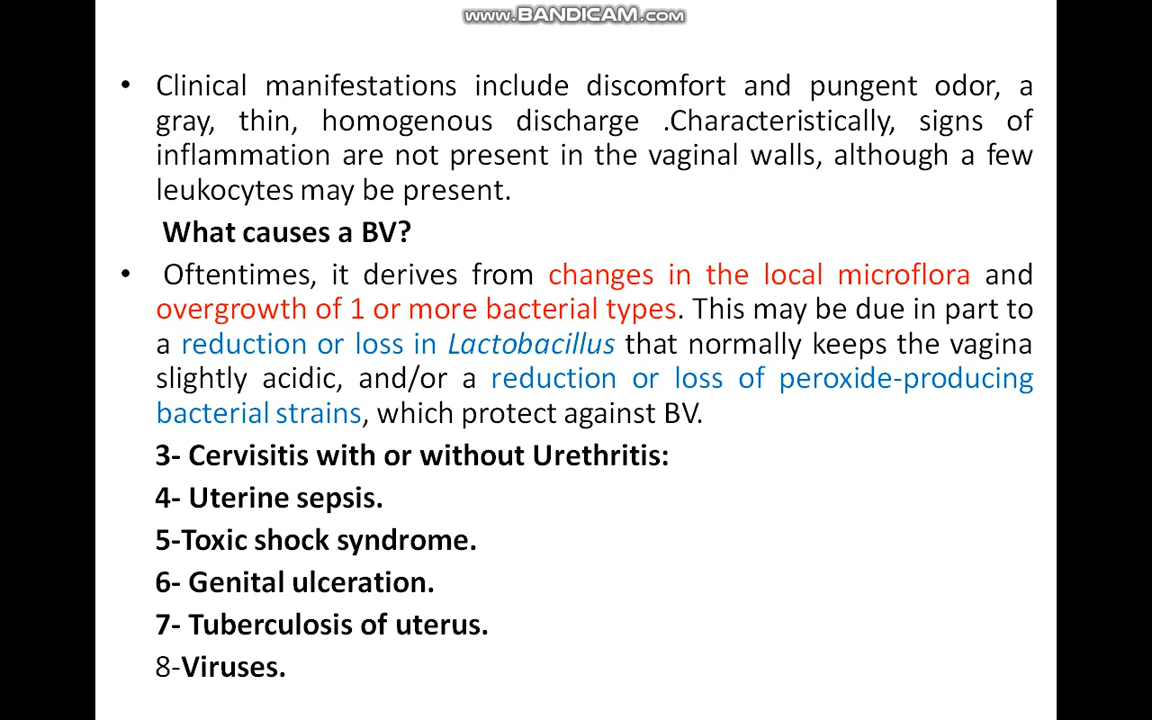 www.BANDICAM.com
• Clinical manifestations include discomfort and pungent odor, a
gray, thin, homogenous discharge .Characteristically, signs of
inflammation are not present in the vaginal walls, although a few
leukocytes may be present.
What causes a BV?
• Oftentimes, it derives from changes in the local microflora and
overgrowth of 1 or more bacterial types. This may be due in part to
a reduction or loss in Lactobacillus that normally keeps the vagina
slightly acidic, and/or a reduction or loss of peroxide-producing
bacterial strains, which protect against BV.
3- Cervisitis with or without Urethritis:
4- Uterine sepsis.
5-Toxic shock syndrome.
6- Genital ulceration.
7- Tuberculosis of uterus.
8-Viruses.